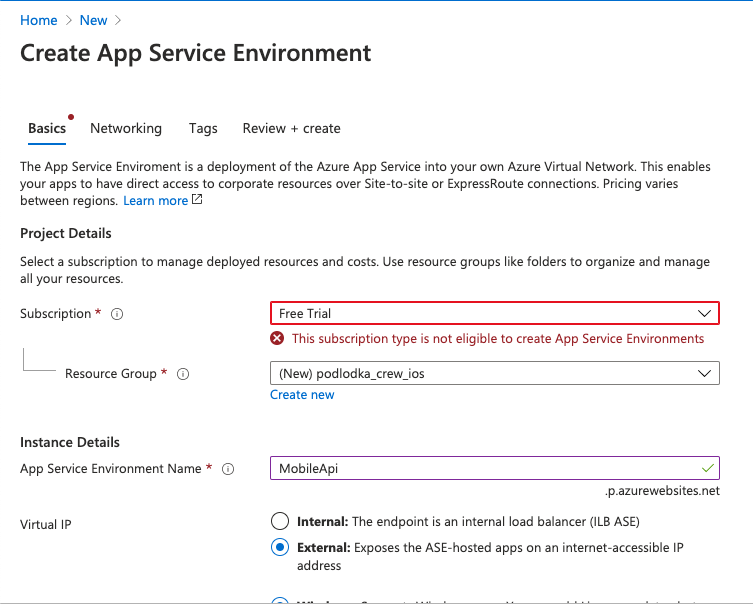 Home > New >
Create App Service Environment
Basics Networking Tags Review + create
The App Service Enviroment is a deployment of the Azure App Service into your own Azure Virtual Network. This enables
your apps to have direct access to corporate resources over Site-to-site or ExpressRoute connections. Pricing varies
between regions. Learn more
Project Details
Select a subscription to manage deployed resources and costs. Use resource groups like folders to organize and manage
all your resources.
Subscription * Free Trial
This subscription type is not eligible to create App Service Environments
Resource Group * (New) podlodka_crew_ios
Create new
Instance Details
App Service Environment Name * MobileApi
.p.azurewebsites.net
Virtual IP
Internal: The endpoint is an internal load balancer (ILB ASE)
External: Exposes the ASE-hosted apps on an internet-accessible IP
address